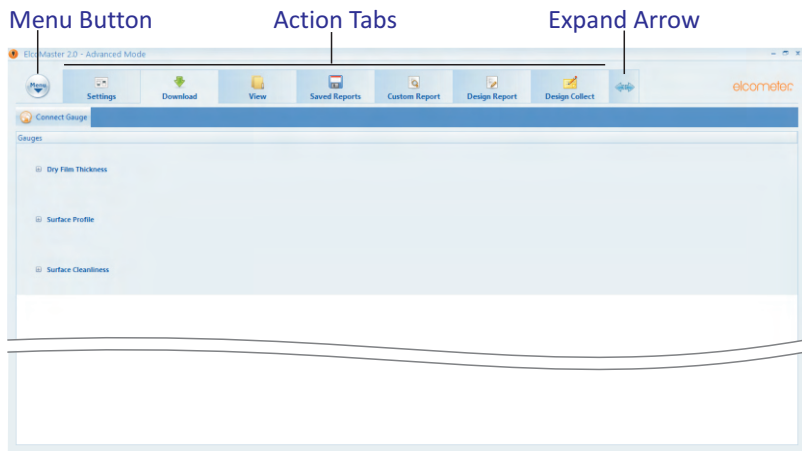 Menu Button Action Tabs Expand Arrow
ElcoMaster 2.0 - Advanced Mode
Menu Settings Download View Saved Reports Custom Report Design Report Design Collect elcometer
Connect Gauge
Gauges
Dry Film Thickness
Surface Profile
Surface Cleanliness